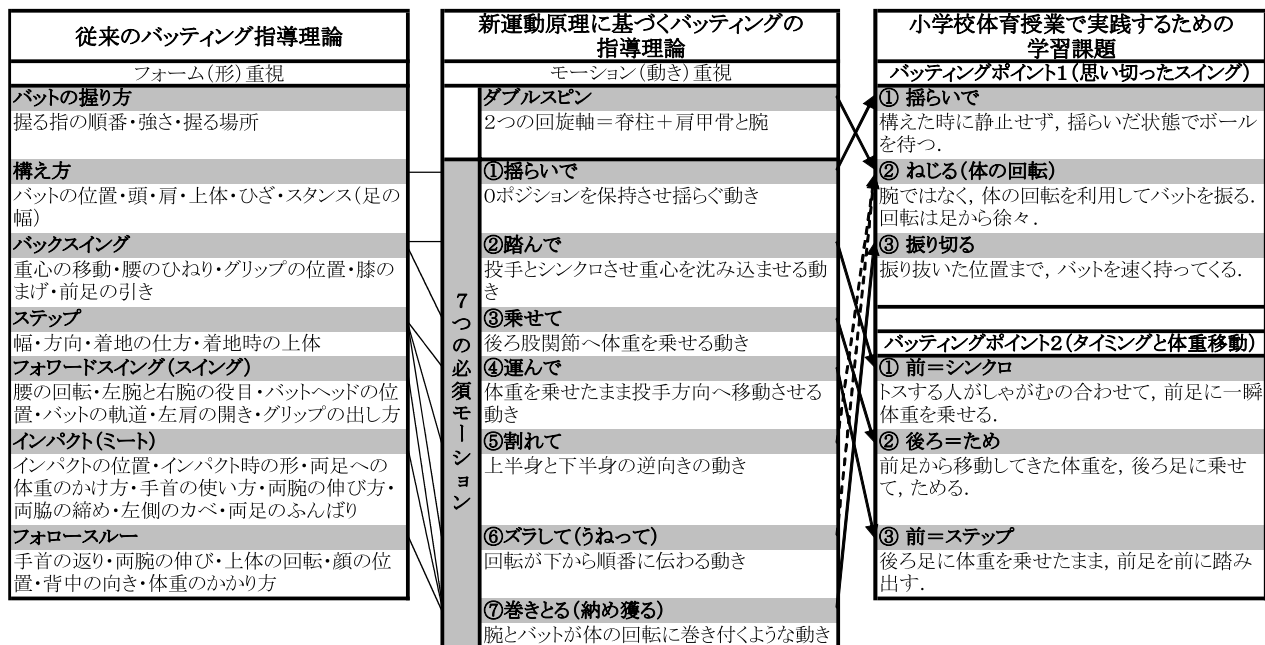 従来のバッティング指導理論
フォーム(形)重視
バットの握り方
握る指の順番・強さ・握る場所
構え方
バットの位置・頭・肩・上体・ひざ・スタンス(足の
幅)
バックスイング
重心の移動・腰のひねり・グリップの位置・膝の
まげ・前足の引き
ステップ
幅・方向・着地の仕方・着地時の上体
フォワードスイング(スイング)
腰の回転・左腕と右腕の役目・バットヘッドの位
置・バットの軌道・左肩の開き・グリップの出し方
インパクト(ミート)
インパクトの位置・インパクト時の形・両足への
体重のかけ方・手首の使い方・両腕の伸び方・
両脇の締め・左側のカベ・両足のふんばり
フォロースルー
手首の返り・両腕の伸び・上体の回転・顔の位
置・背中の向き・体重のかかり方
新運動原理に基づくバッティングの
指導理論
モーション(動き)重視
ダブルスピン
2つの回旋軸=脊柱+肩甲骨と腕
7つの必須モーション
①揺らいで
0ポジションを保持させ揺らぐ動き
②踏んで
投手とシンクロさせ重心を沈み込ませる動
き
③乗せて
後ろ股関節へ体重を乗せる動き
④運んで
体重を乗せたまま投手方向へ移動させる
動き
⑤割れて
上半身と下半身の逆向きの動き
⑥ズラして(うねって)
回転が下から順番に伝わる動き
⑦巻きとる(納め獲る)
腕とバットが体の回転に巻き付くような動き
小学校体育授業で実践するための
学習課題
バッティングポイント1(思い切ったスイング)
① 揺らいで
構えた時に静止せず,揺らいだ状態でボール
を待つ.
② ねじる(体の回転)
腕ではなく,体の回転を利用してバットを振る.
回転は足から徐々.
③ 振り切る
振り抜いた位置まで,バットを速く持ってくる.
バッティングポイント2(タイミングと体重移動)
① 前=シンクロ
トスする人がしゃがむの合わせて,前足に一瞬
体重を乗せる.
② 後ろ=ため
前足から移動してきた体重を,後ろ足に乗せ
て,ためる.
③ 前=ステップ
後ろ足に体重を乗せたまま,前足を前に踏み
出す.